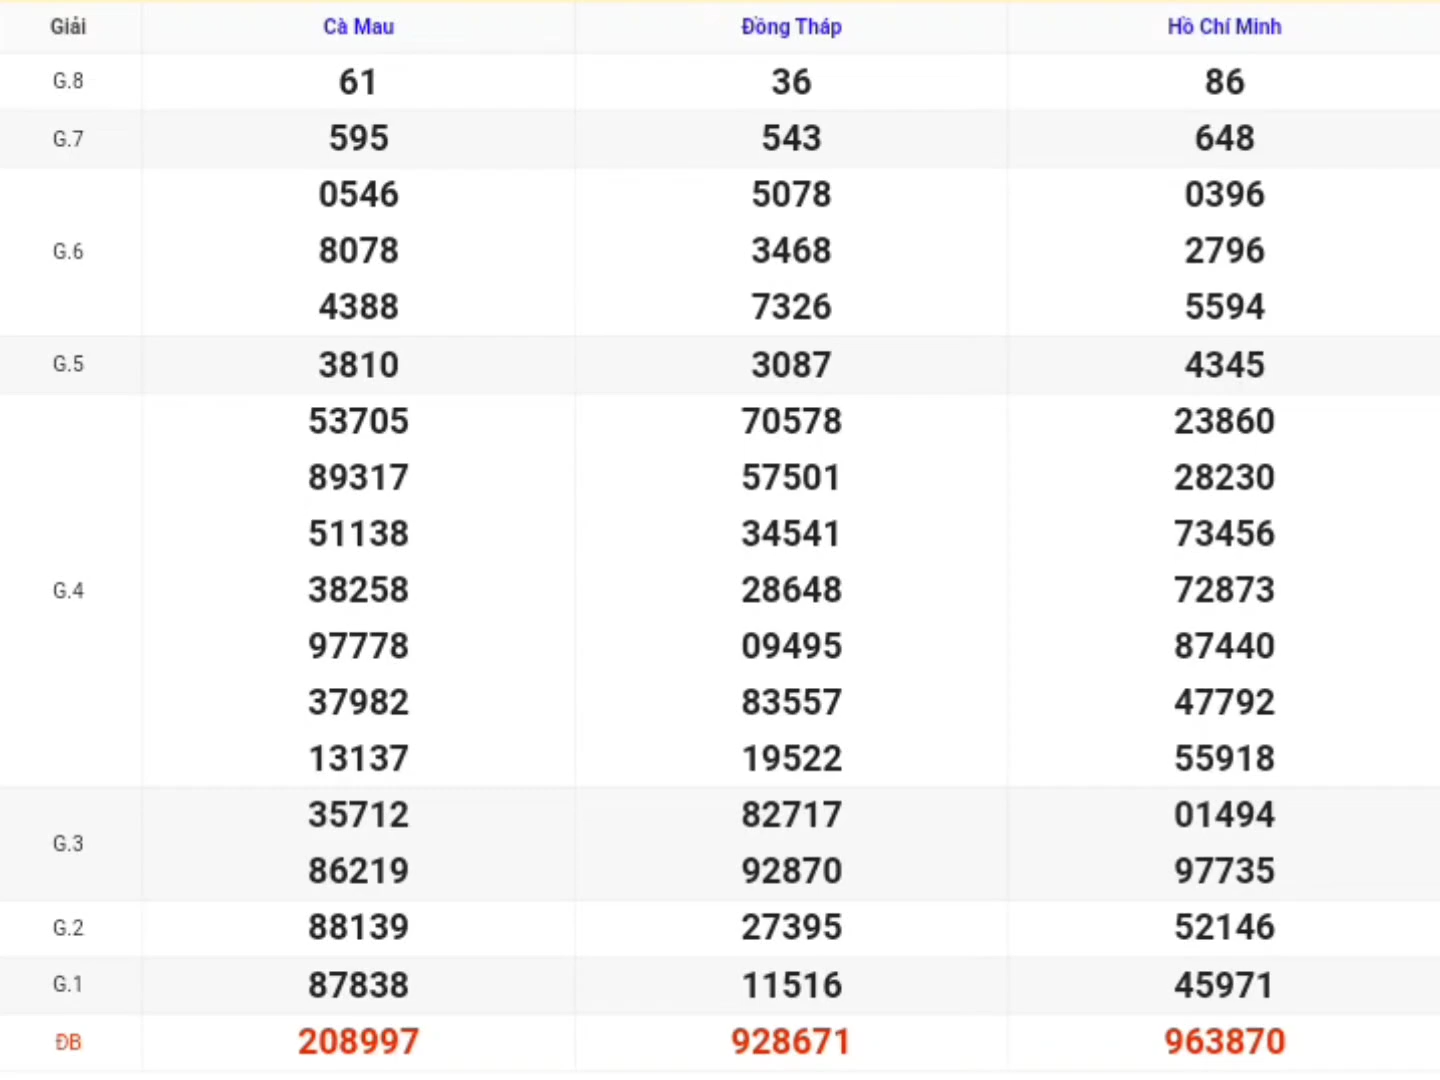 Giải Cà Mau Đồng Tháp Hồ Chí Minh
G.8 61 36 86
G.7 595 543 648
0546 5078 0396
G.6 8078 3468 2796
4388 7326 5594
G.5 3810 3087 4345
53705 70578 23860
89317 57501 28230
51138 34541 73456
G.4 38258 28648 72873
97778 09495 87440
37982 83557 47792
13137 19522 55918
35712 82717 01494
G.3
86219 92870 97735
G.2 88139 27395 52146
G.1 87838 11516 45971
ĐB 208997 928671 963870